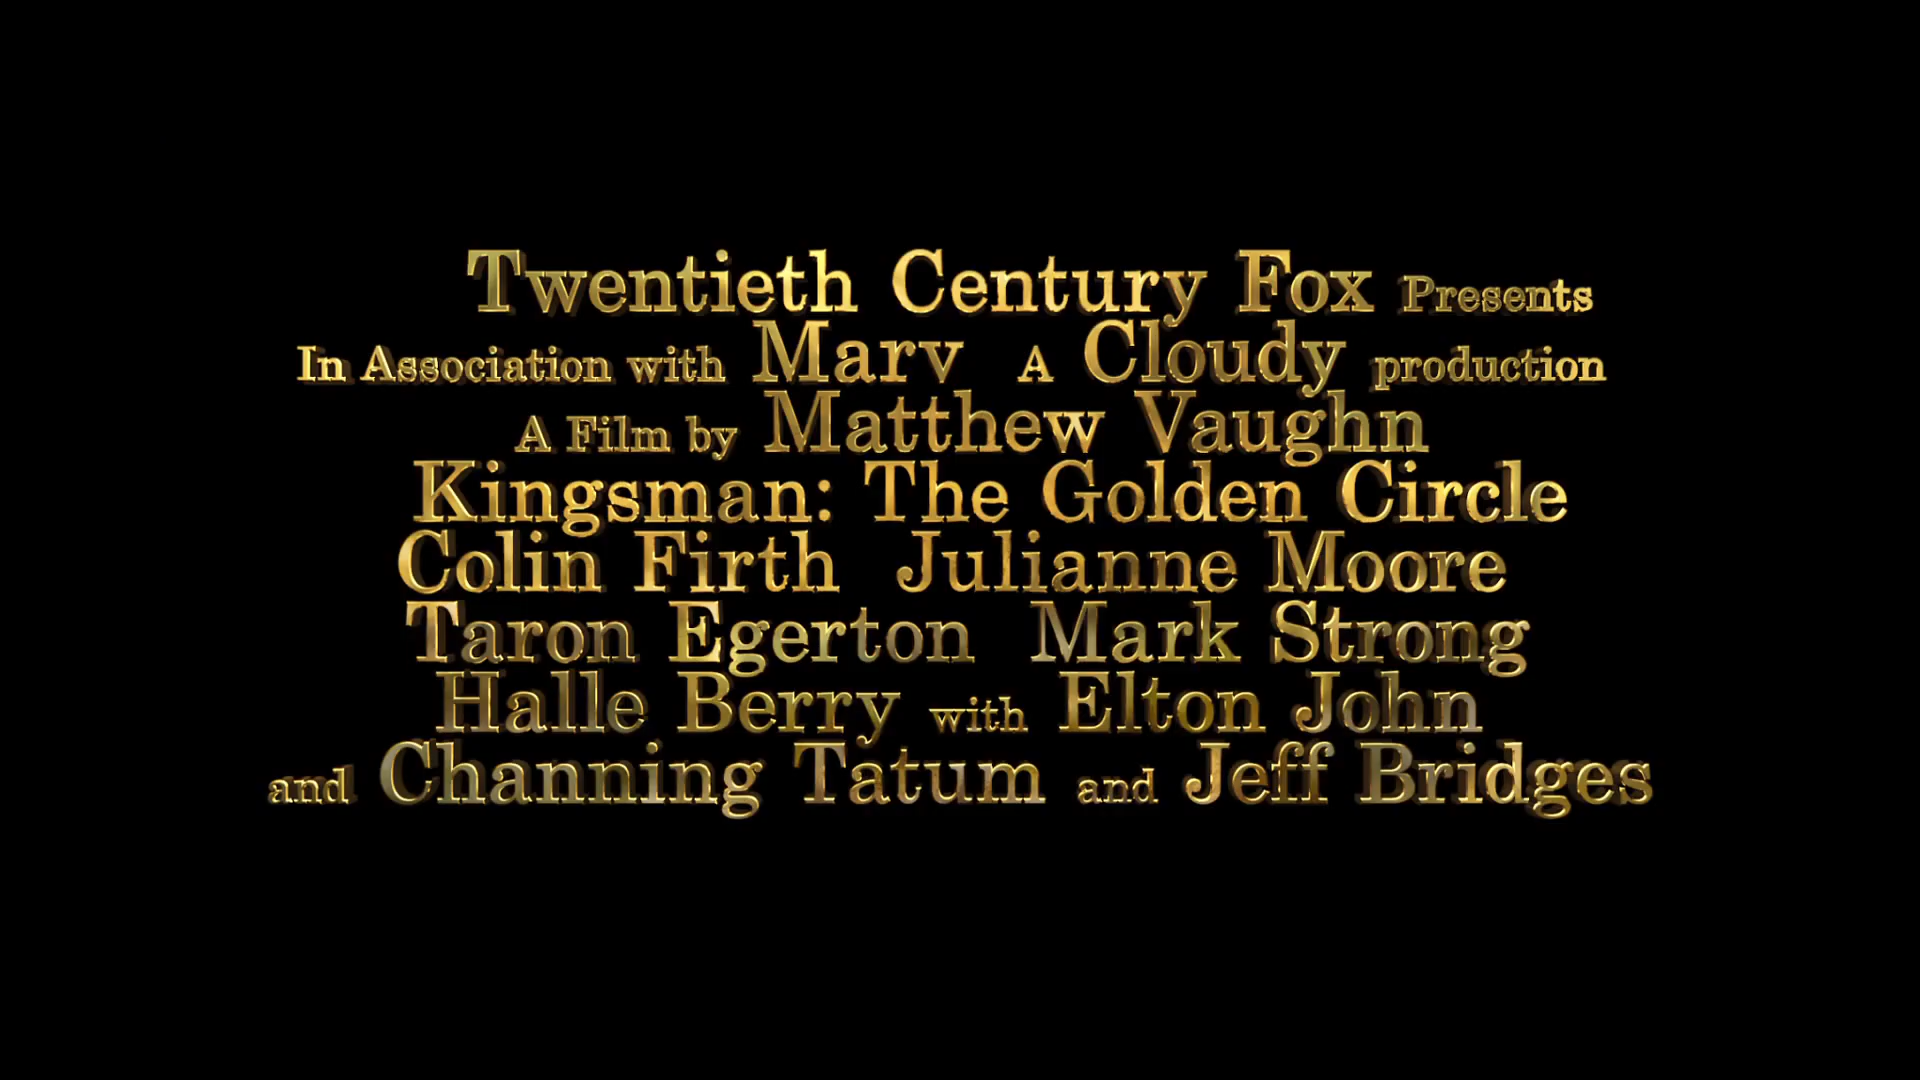 Twentieth Century Fox Presents
In Association with Marv A Cloudy production
A Film by Matthew Vaughn
Kingsman: The Golden Circle
Colin Firth Julianne Moore
Taron Egerton Mark Strong
Halle Berry with Elton John
and Channing Tatum and Jeff Bridges